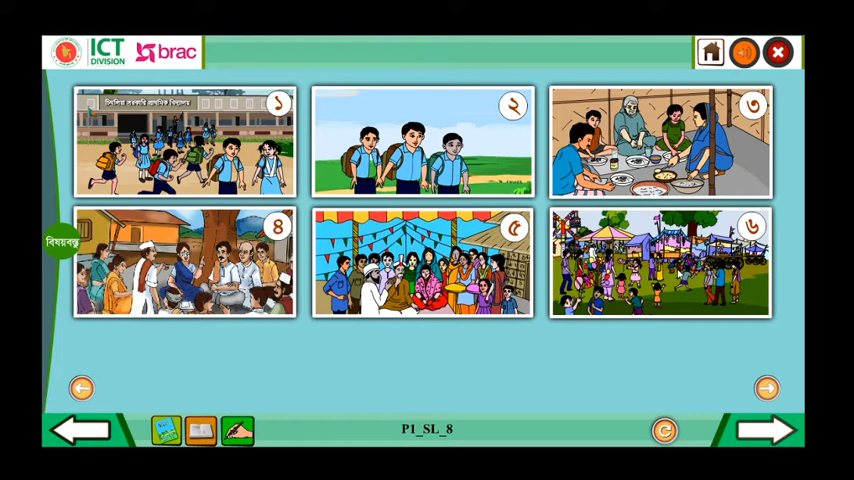 ICT
DIVISION
brac
১
২
৩
৪
৫
৬
বিষয়বস্তু
P1_SL_8